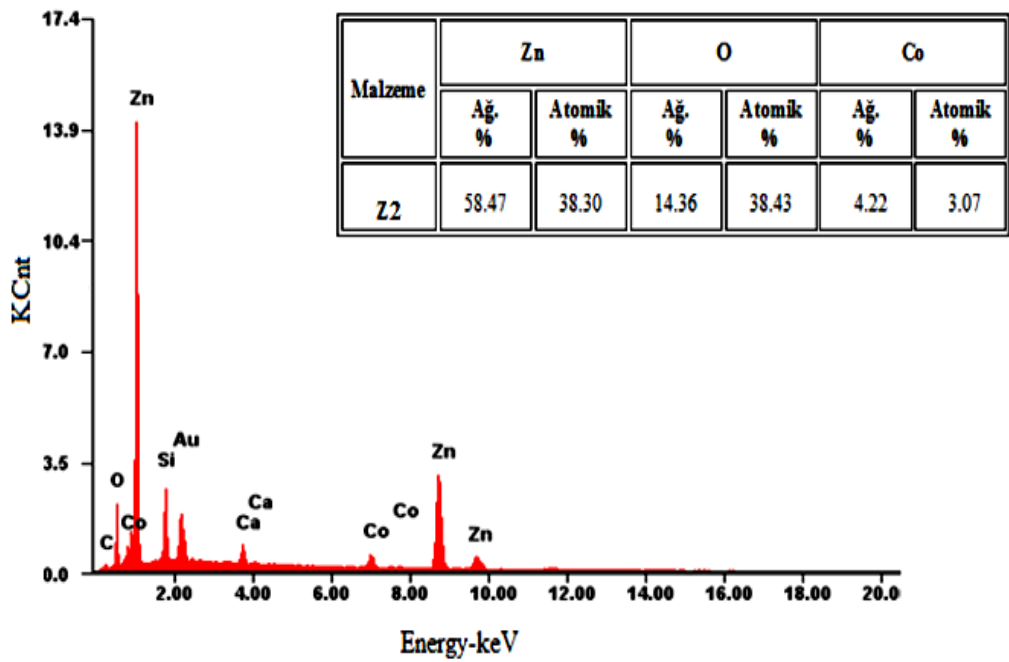 17.4
13.9
10.4
7.0
3.5
0.0
KCnt
Zn
O
C
Co
Si
Au
Ca
Ca
Co
Co
Zn
Zn
2.00 4.00 6.00 8.00 10.00 12.00 14.00 16.00 18.00 20.0
Energy-keV
Malzeme Zn O Co
Ağ. % Atomik % Ağ. % Atomik % Ağ. % Atomik %
Z2 58.47 38.30 14.36 38.43 4.22 3.07